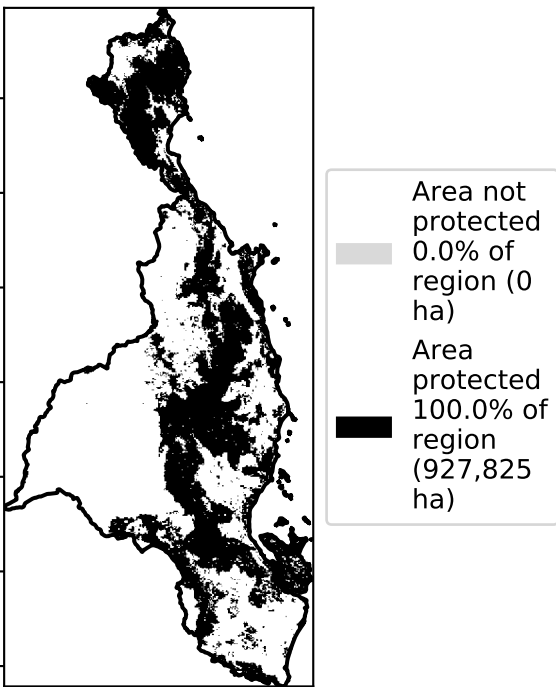 Area not
protected
0.0% of
region (0
ha)
Area
protected
100.0% of
region
(927,825
ha)